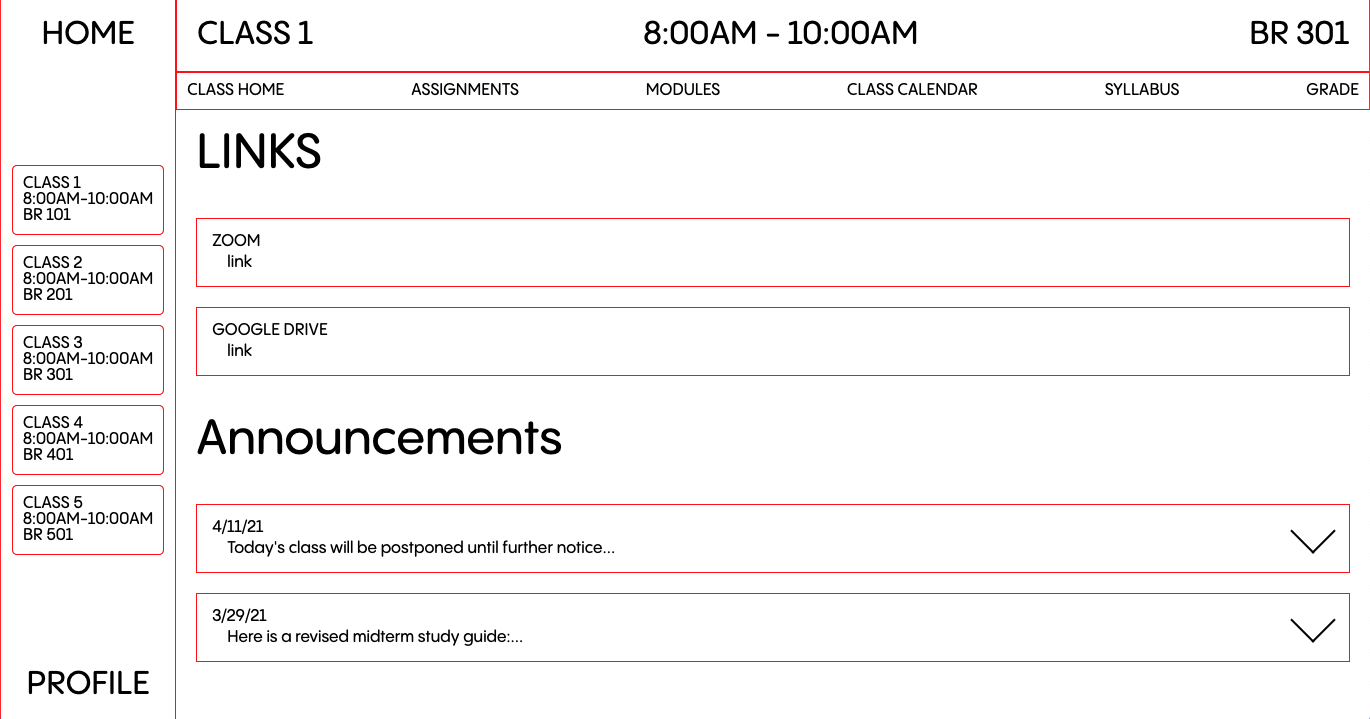 HOME
CLASS 1 8:00AM - 10:00AM BR 301
CLASS HOME ASSIGNMENTS MODULES CLASS CALENDAR SYLLABUS GRADE
CLASS 1
8:00AM-10:00AM
BR 101
CLASS 2
8:00AM-10:00AM
BR 201
CLASS 3
8:00AM-10:00AM
BR 301
CLASS 4
8:00AM-10:00AM
BR 401
CLASS 5
8:00AM-10:00AM
BR 501
PROFILE
LINKS
ZOOM
link
GOOGLE DRIVE
link
Announcements
4/11/21
Today's class will be postponed until further notice...
3/29/21
Here is a revised midterm study guide:...